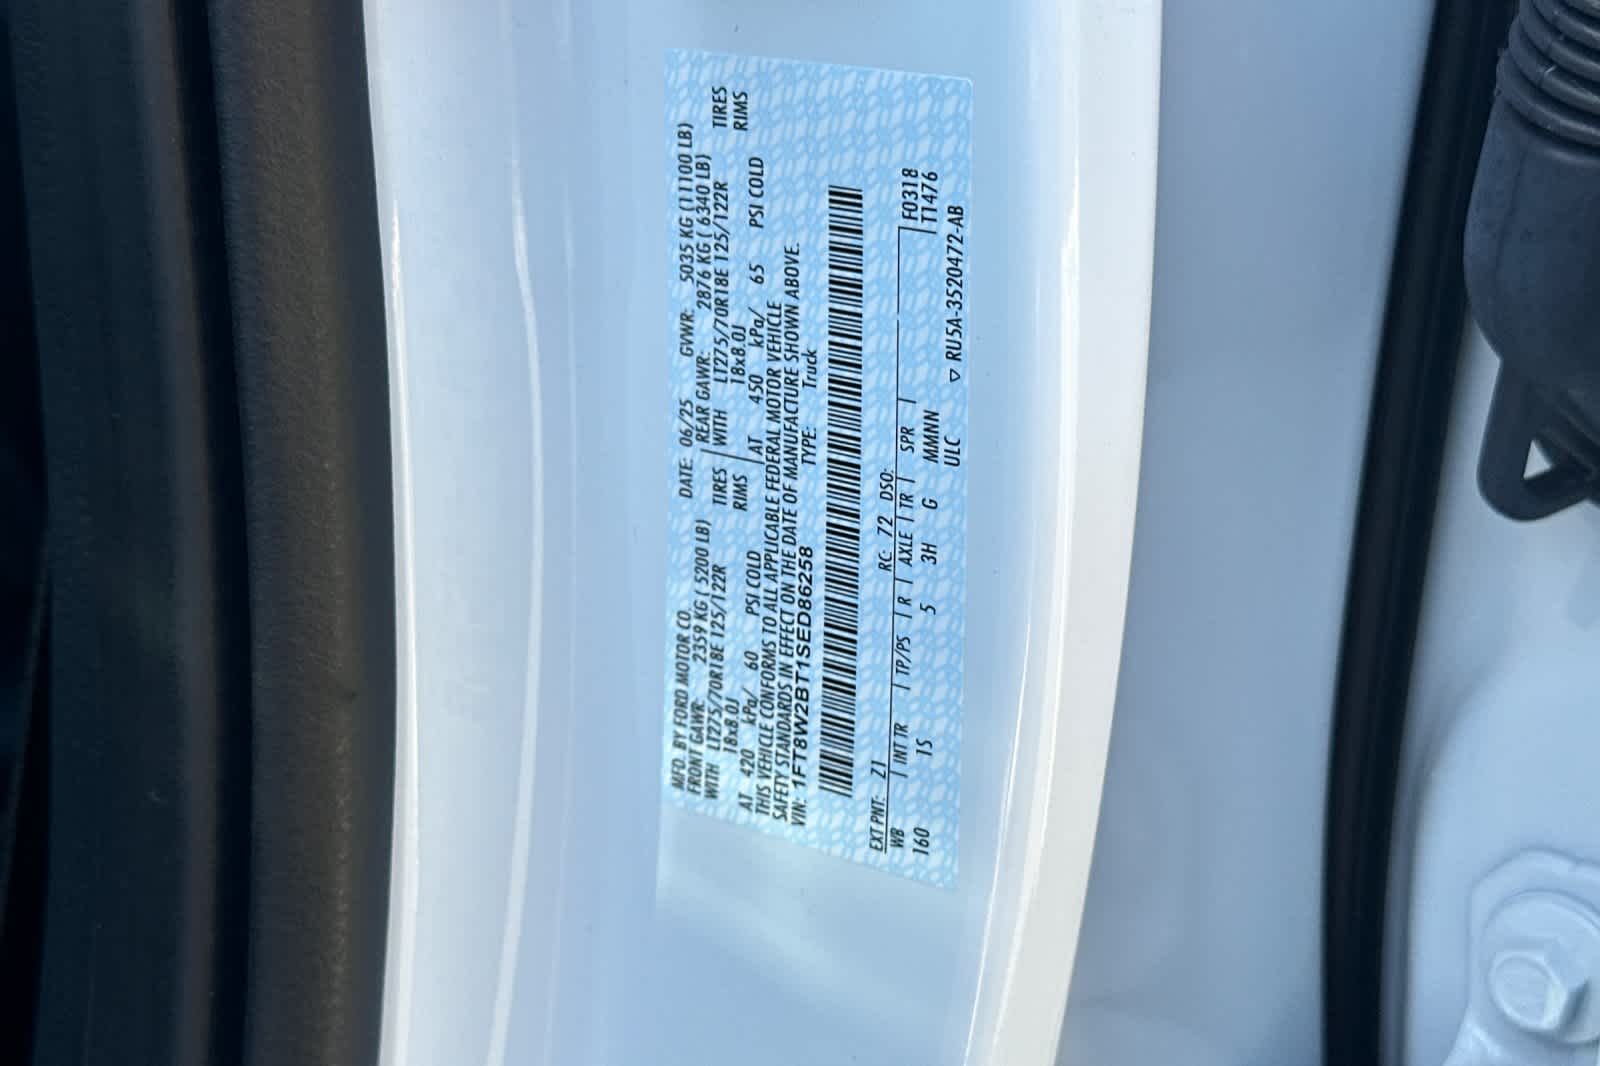 MFD. BY FORD MOTOR CO. DATE: 06/25 GVWR: 5035 KG (11100 LB)
FRONT GAWR: 2359 KG (5200 LB) REAR GAWR: 2876 KG (6340 LB)
WITH LT275/70R18E 125/122R TIRES WITH LT275/70R18E 125/122R TIRES
18x8.0J RIMS 18x8.0J RIMS
AT 420 kPa/ 60 PSI COLD AT 450 kPa/ 65 PSI COLD
THIS VEHICLE CONFORMS TO ALL APPLICABLE FEDERAL MOTOR VEHICLE
SAFETY STANDARDS IN EFFECT ON THE DATE OF MANUFACTURE SHOWN ABOVE.
VIN: 1FT8W2BT1SED86258 TYPE: Truck
EXT PNT: Z1 RC: 72 DSO: F0318
WB INT TR TP/PS R AXLE TR SPR T1476
160 1S 5 3H G MMNN
ULC ▽ RU5A-3520472-AB